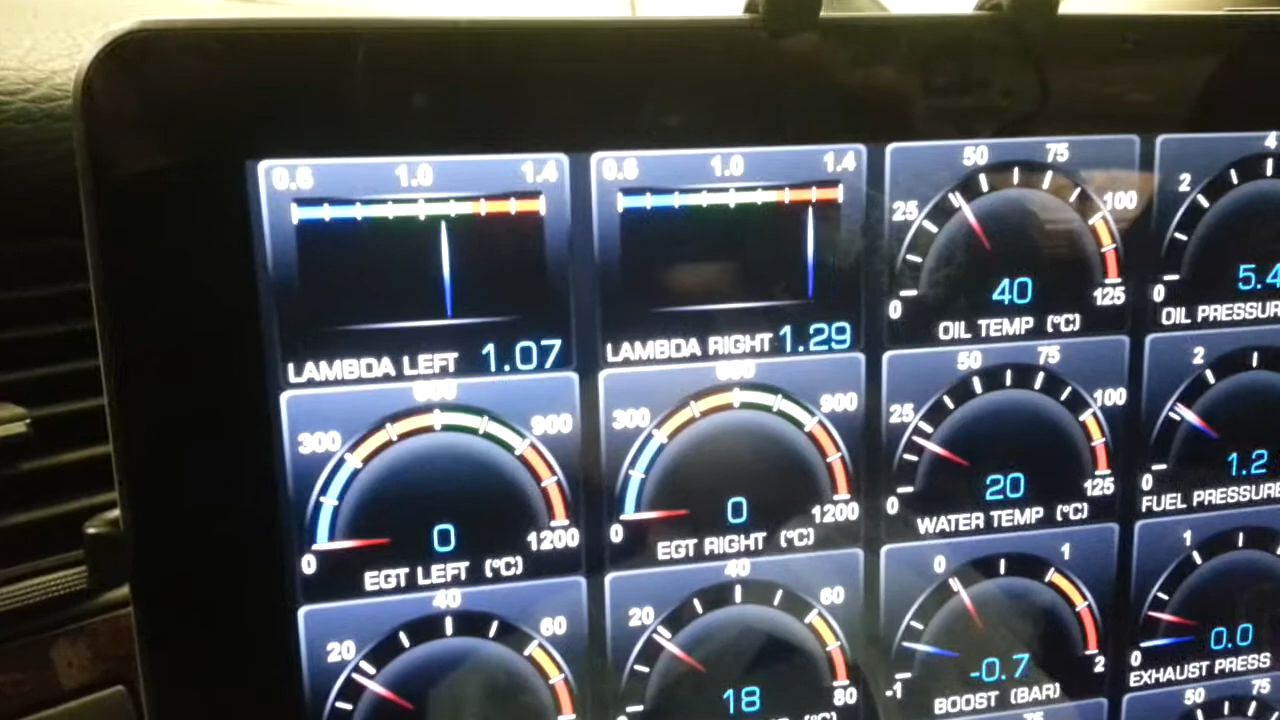 0.6 1.0 1.4
LAMBDA LEFT 1.07
0.6 1.0 1.4
LAMBDA RIGHT 1.29
0 25 50 75 100 125
40
OIL TEMP (°C)
0 2 4
5.4
OIL PRESSUR
0 300 600 900 1200
0
EGT LEFT (°C)
0 300 600 900 1200
0
EGT RIGHT (°C)
0 25 50 75 100 125
20
WATER TEMP (°C)
0 2
1.2
FUEL PRESSURE
20 40 60
20 40 60 80
18
(°C)
-1 0 1 2
-0.7
BOOST (BAR)
0 1
0.0
EXHAUST PRESS
75
50 75